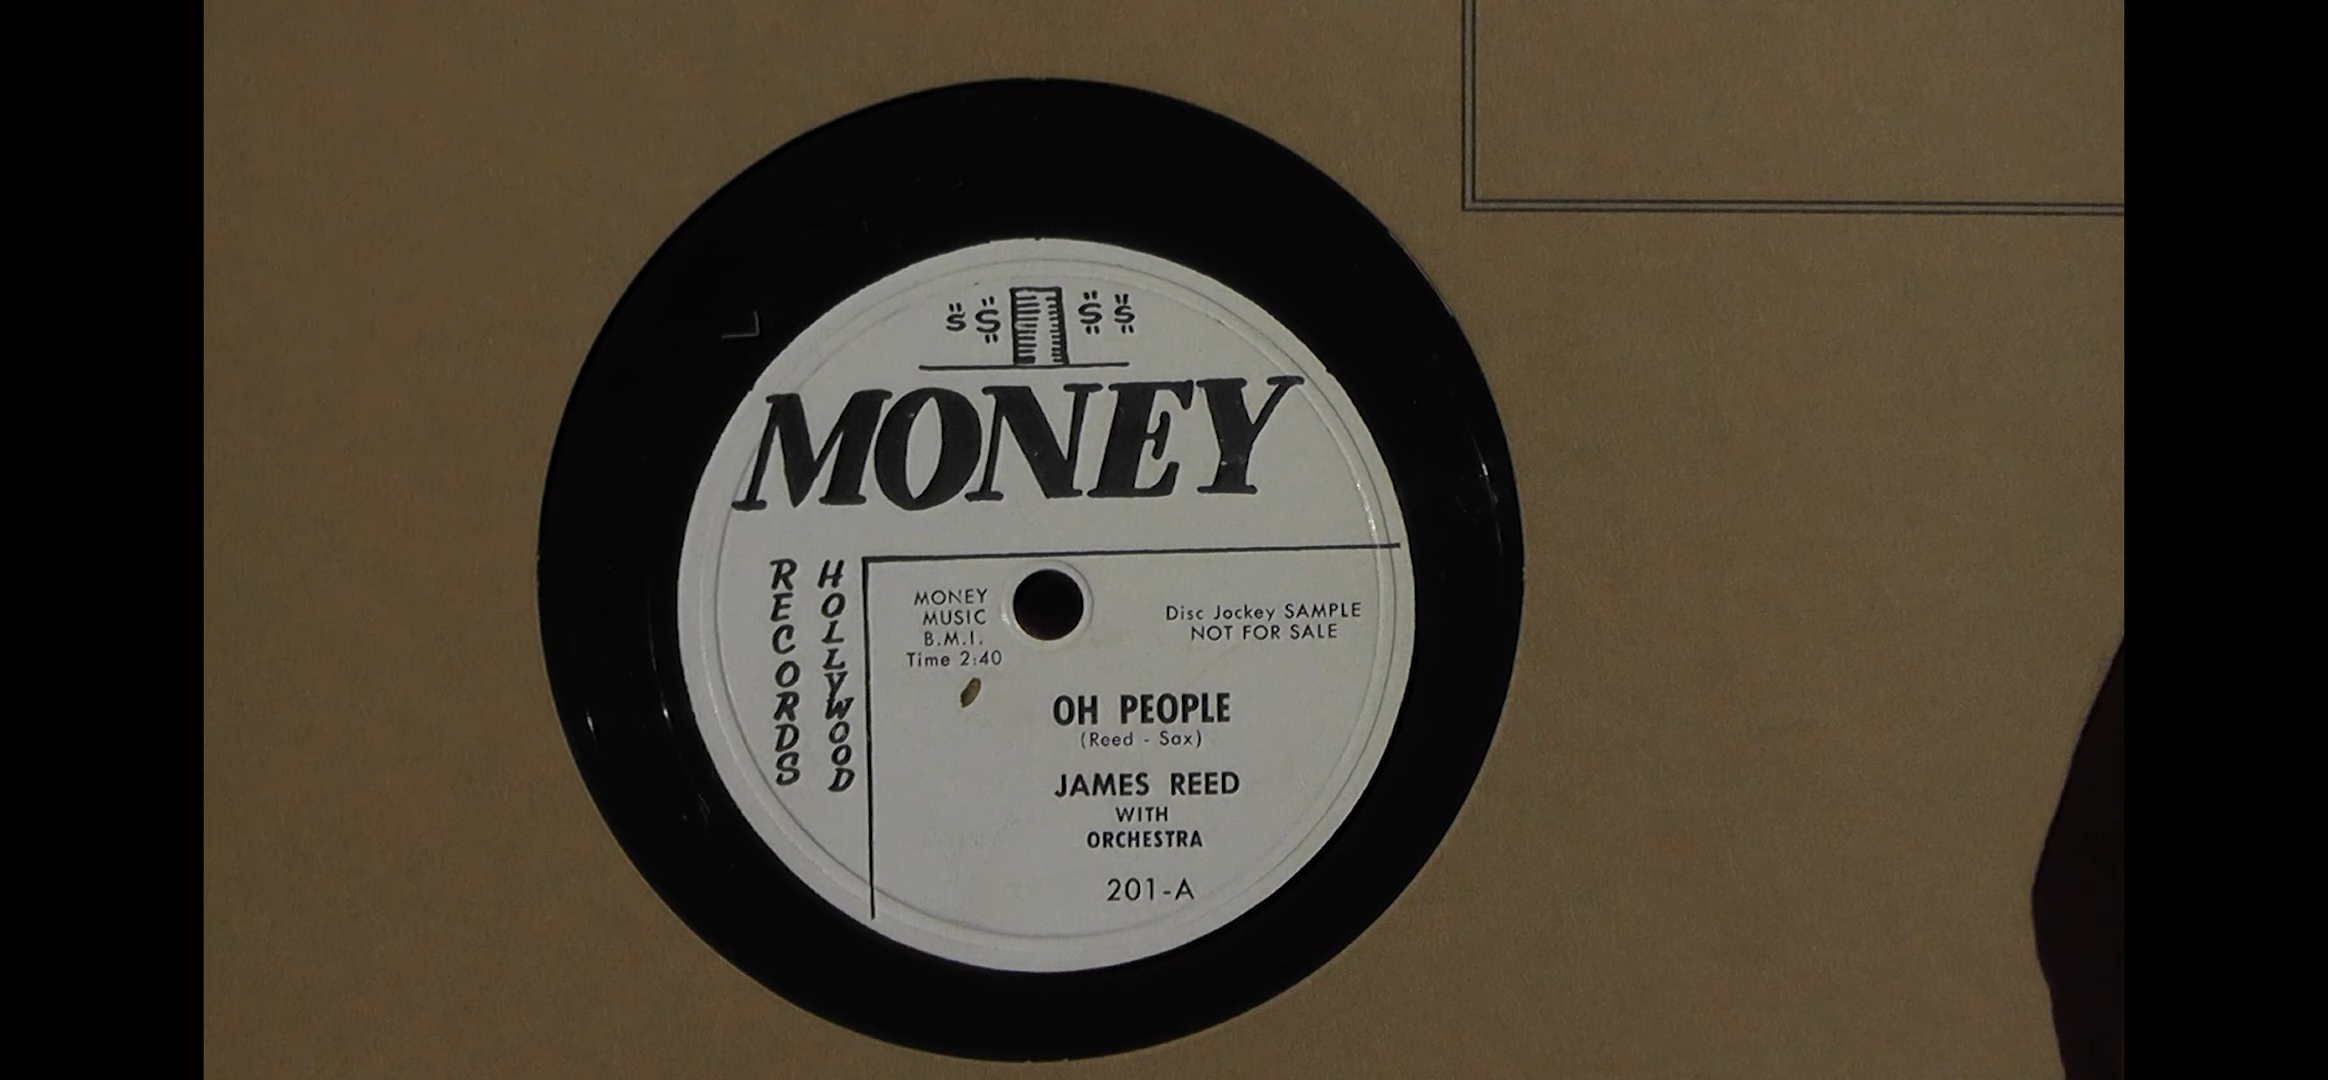 $ $ $ $
MONEY
RECORDS
HOLLYWOOD
MONEY
MUSIC
B.M.I.
Time 2:40
Disc Jockey SAMPLE
NOT FOR SALE
OH PEOPLE
(Reed - Sax)
JAMES REED
WITH
ORCHESTRA
201-A